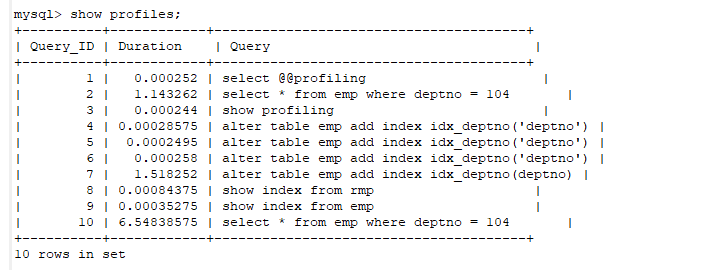 mysql> show profiles;
+----------+------------+---------------------------------------+
| Query_ID | Duration   | Query                                 |
+----------+------------+---------------------------------------+
|        1 |   0.000252 | select @@profiling                     |
|        2 |   1.143262 | select * from emp where deptno = 104       |
|        3 |   0.000244 | show profiling                         |
|        4 | 0.00028575 | alter table emp add index idx_deptno('deptno') |
|        5 |  0.0002495 | alter table emp add index idx_deptno('deptno') |
|        6 |   0.000258 | alter table emp add index idx_deptno('deptno') |
|        7 |   1.518252 | alter table emp add index idx_deptno(deptno) |
|        8 | 0.00084375 | show index from rmp                   |
|        9 | 0.00035275 | show index from emp                   |
|       10 | 6.54838575 | select * from emp where deptno = 104       |
+----------+------------+---------------------------------------+
10 rows in set